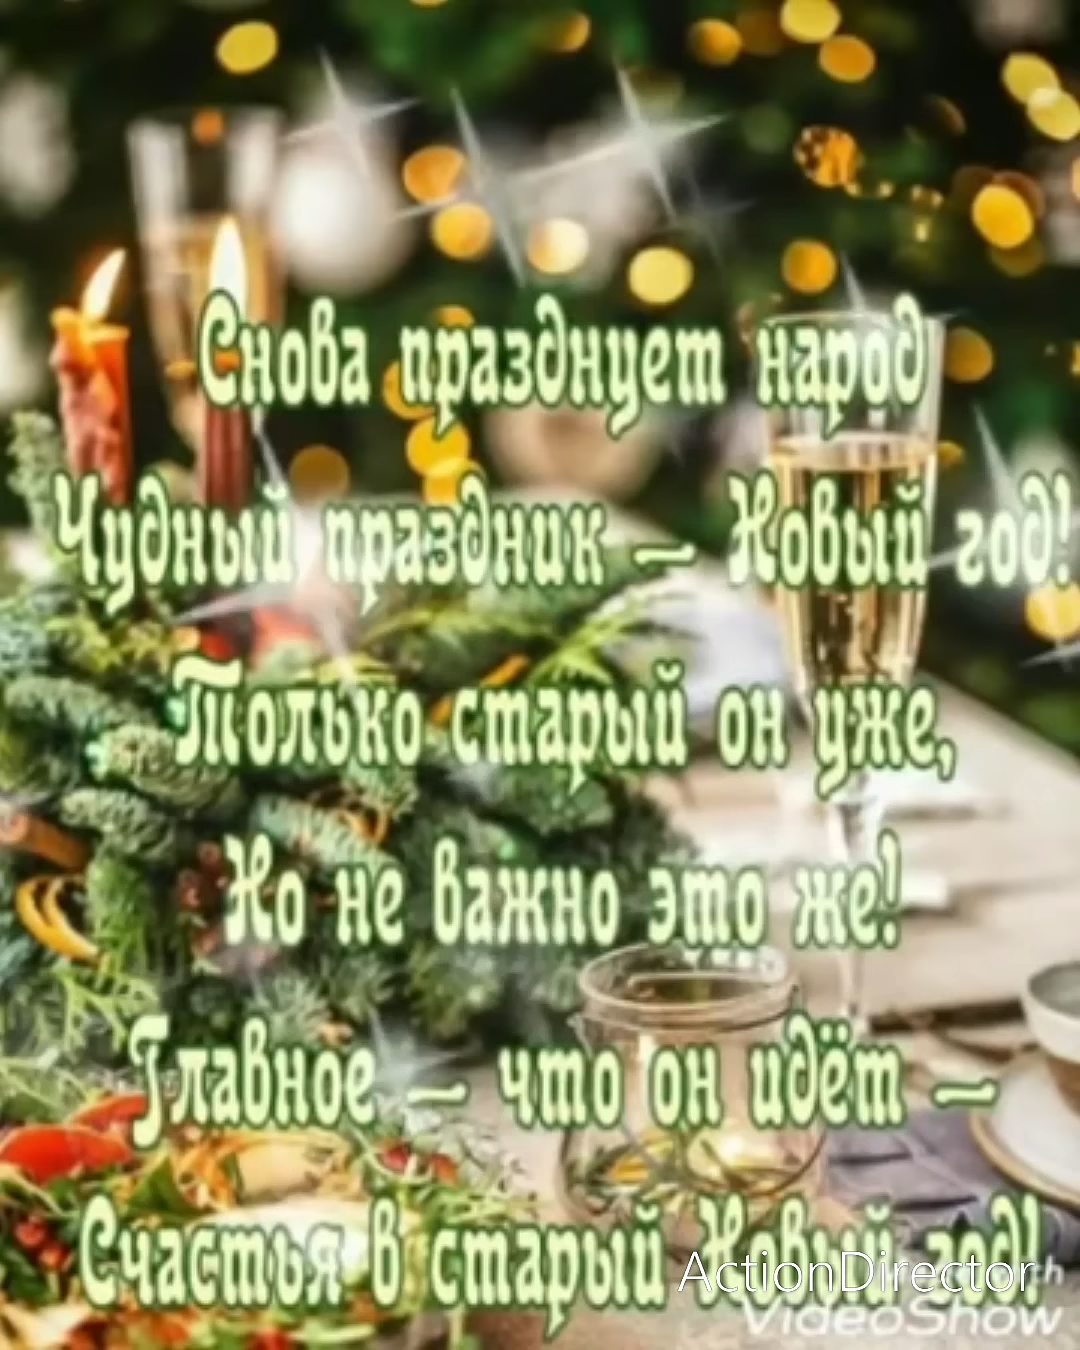 Снова празднует народ
Чудный праздник — Новый год!
Только старый он уже,
Но не важно это же!
Главное — что он идёт —
Счастья в старый Новый год!
ActionDirector
VideoShow